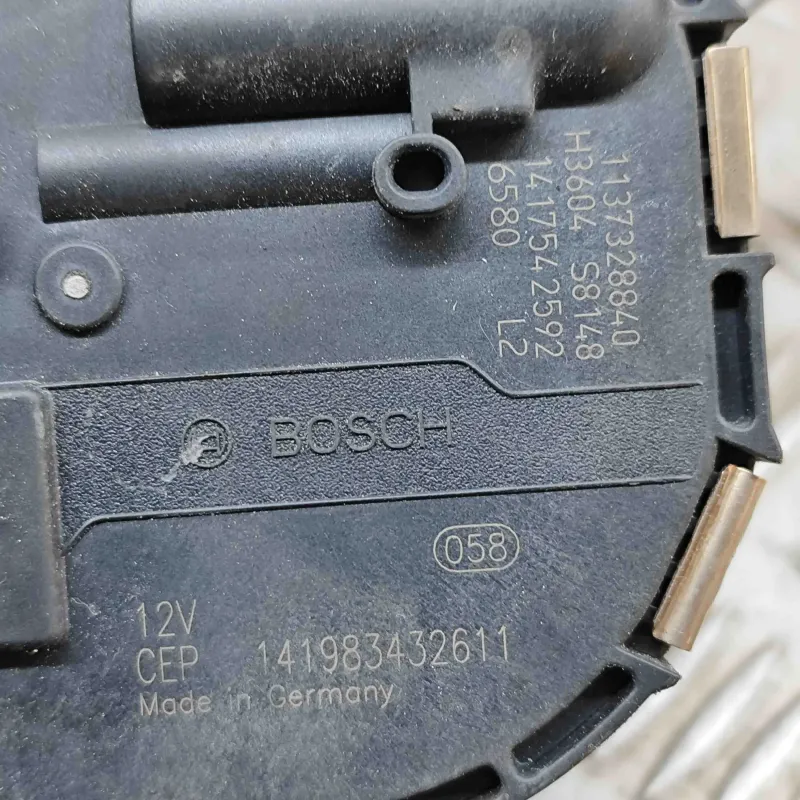 1137328840
H3604 S8148
1417542592
6580 L2
BOSCH
058
12V
CEP 141983432611
Made in Germany